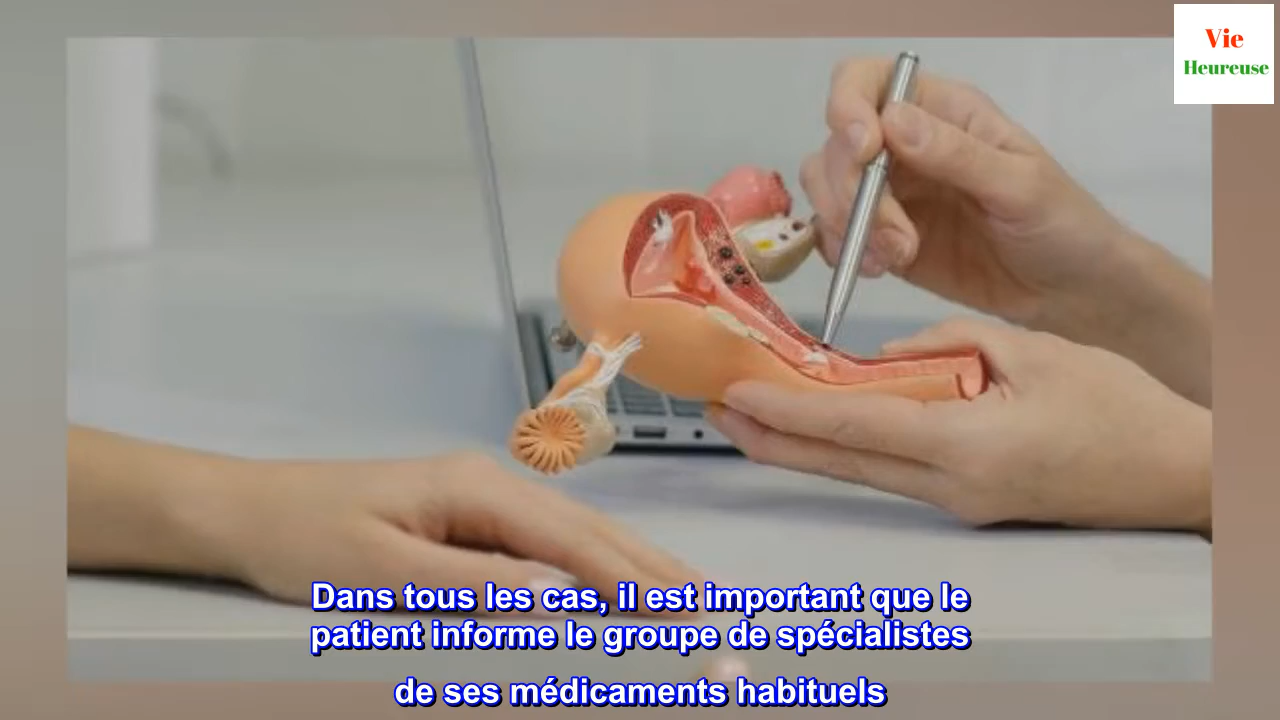 Vie
Heureuse
Dans tous les cas, il est important que le
patient informe le groupe de spécialistes
de ses médicaments habituels